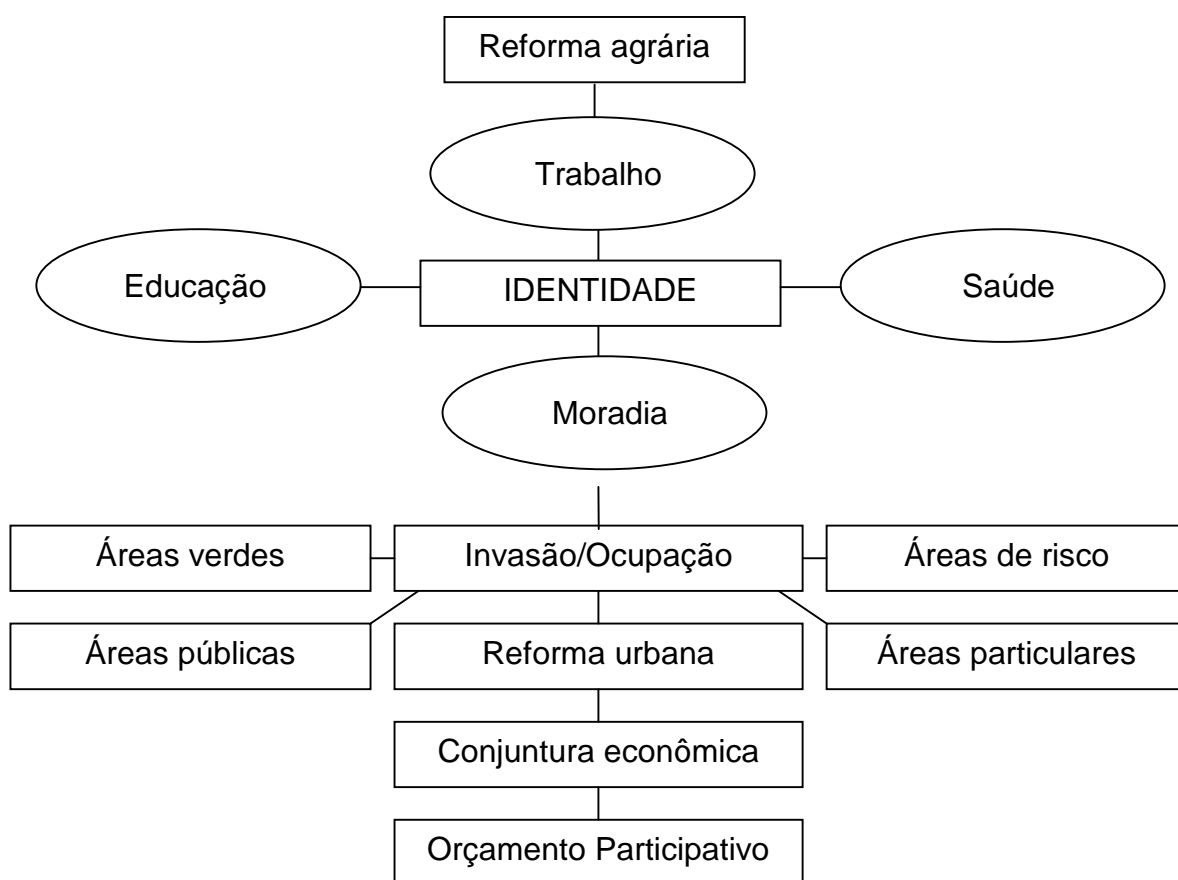 Reforma agrária
Trabalho
Educação
IDENTIDADE
Saúde
Moradia
Áreas verdes
Invasão/Ocupação
Áreas de risco
Áreas públicas
Reforma urbana
Áreas particulares
Conjuntura econômica
Orçamento Participativo